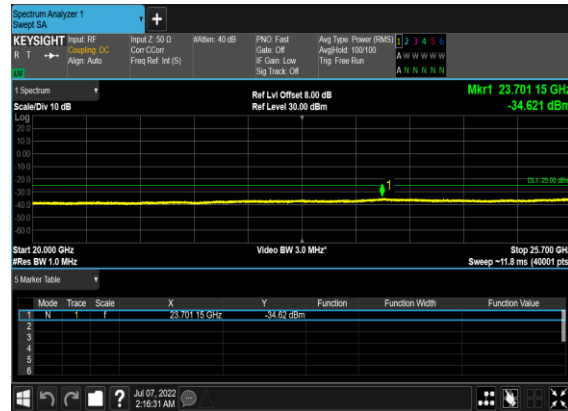 Spectrum Analyzer 1
Swept SA
+
KEYSIGHT Input: RF Input Z: 50 Ω #Atten: 40 dB PNO: Fast Avg Type: Power (RMS) 1 2 3 4 5 6
R T Coupling: DC Corr CCorr Gate: Off Avg|Hold: 100/100 A W W W W W
Align: Auto Freq Ref: Int (S) IF Gain: Low Trig: Free Run
LW Sig Track: Off A N N N N N
1 Spectrum Ref Lvl Offset 8.00 dB Mkr1 23.701 15 GHz
Scale/Div 10 dB Ref Level 30.00 dBm -34.621 dBm
Log
20.0
10.0
0.00
-10.0
-20.0
1
DL1 -25.00 dBm
-30.0
-40.0
-50.0
-60.0
Start 20.000 GHz Video BW 3.0 MHz* Stop 25.700 GHz
#Res BW 1.0 MHz Sweep ~11.8 ms (40001 pts)
5 Marker Table
Mode Trace Scale X Y Function Function Width Function Value
1 N 1 f 23.701 15 GHz -34.62 dBm
2
3
4
5
6
? Jul 07, 2022
2:16:31 AM